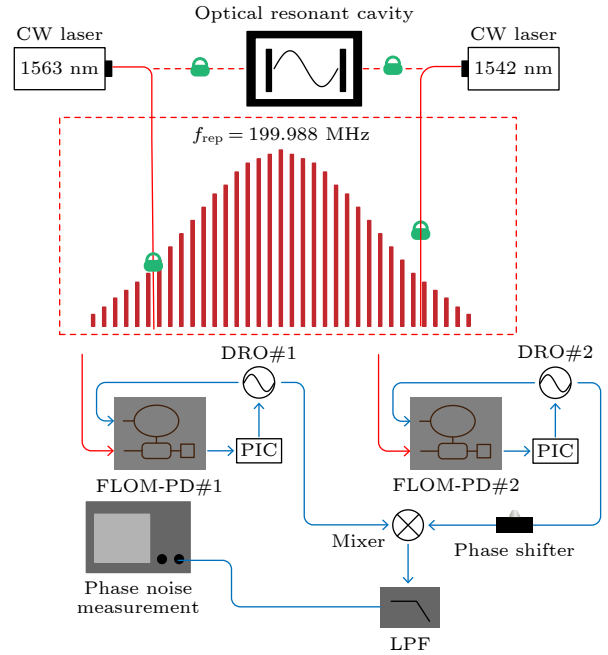 Optical resonant cavity
CW laser
CW laser
1563 nm
1542 nm
f_rep = 199.988 MHz
DRO#1
DRO#2
PIC
PIC
FLOM-PD#1
FLOM-PD#2
Mixer
Phase shifter
Phase noise
measurement
LPF